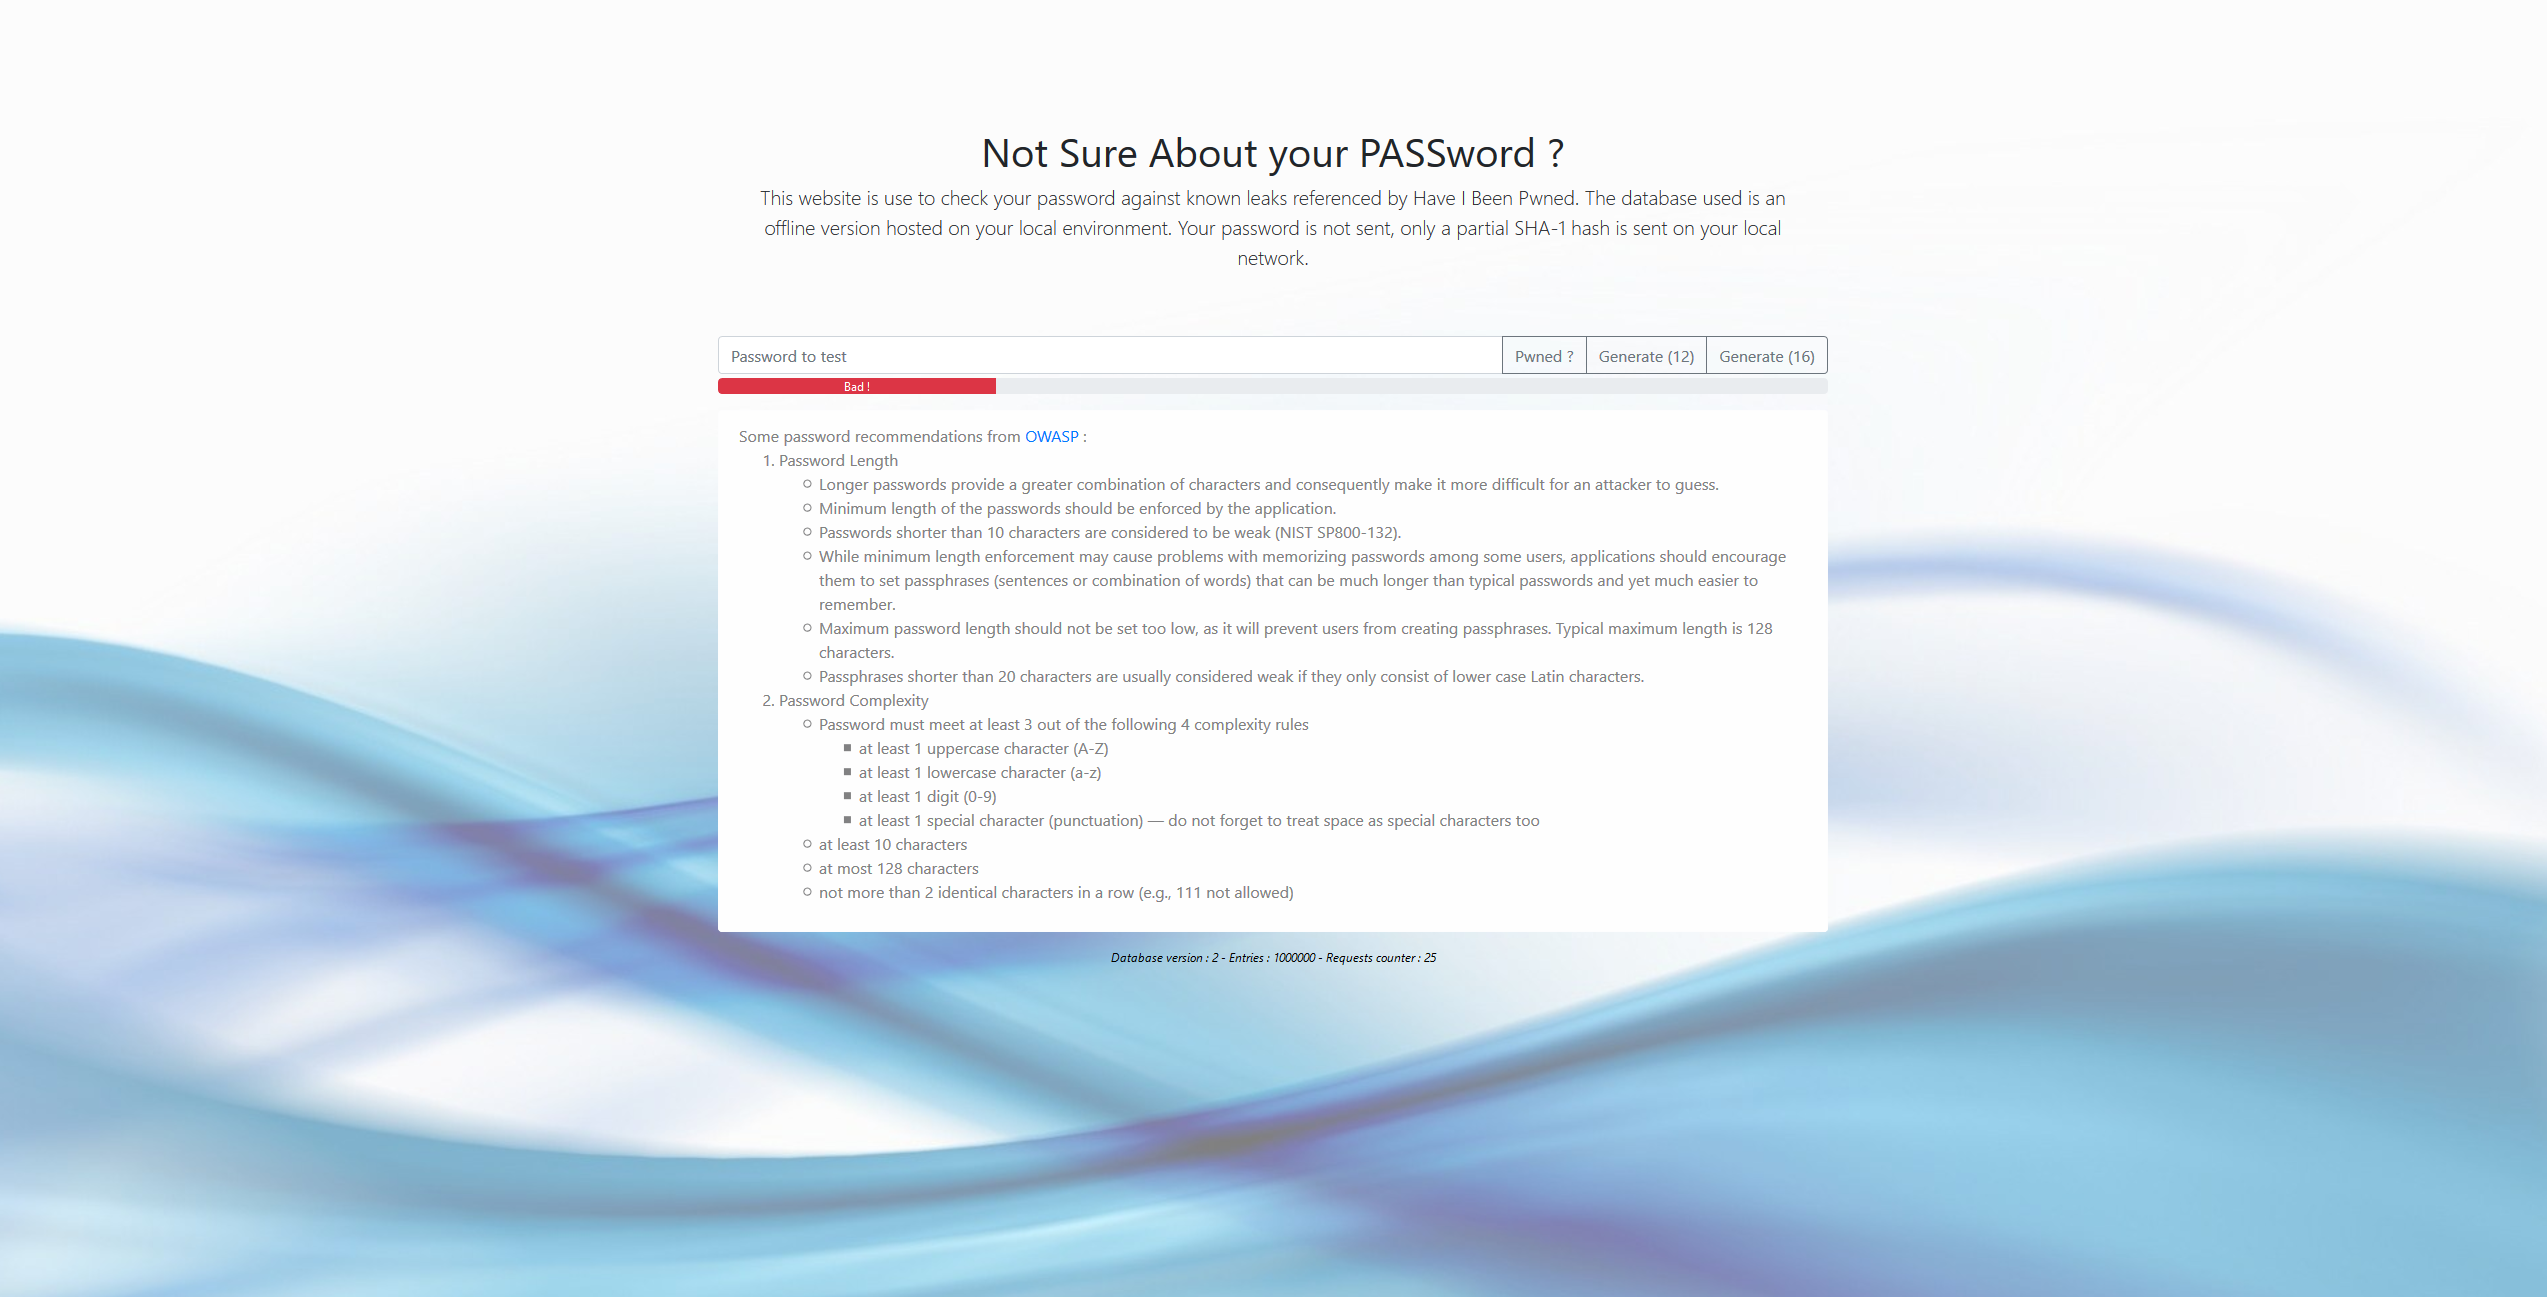 Not Sure About your PASSword ?
This website is use to check your password against known leaks referenced by Have I Been Pwned. The database used is an
offline version hosted on your local environment. Your password is not sent, only a partial SHA-1 hash is sent on your local
network.
Password to test
Pwned ?
Generate (12)
Generate (16)
Bad !
Some password recommendations from OWASP :
1. Password Length
Longer passwords provide a greater combination of characters and consequently make it more difficult for an attacker to guess.
Minimum length of the passwords should be enforced by the application.
Passwords shorter than 10 characters are considered to be weak (NIST SP800-132).
While minimum length enforcement may cause problems with memorizing passwords among some users, applications should encourage
them to set passphrases (sentences or combination of words) that can be much longer than typical passwords and yet much easier to
remember.
Maximum password length should not be set too low, as it will prevent users from creating passphrases. Typical maximum length is 128
characters.
Passphrases shorter than 20 characters are usually considered weak if they only consist of lower case Latin characters.
2. Password Complexity
Password must meet at least 3 out of the following 4 complexity rules
at least 1 uppercase character (A-Z)
at least 1 lowercase character (a-z)
at least 1 digit (0-9)
at least 1 special character (punctuation) — do not forget to treat space as special characters too
at least 10 characters
at most 128 characters
not more than 2 identical characters in a row (e.g., 111 not allowed)
Database version : 2 - Entries : 1000000 - Requests counter : 25